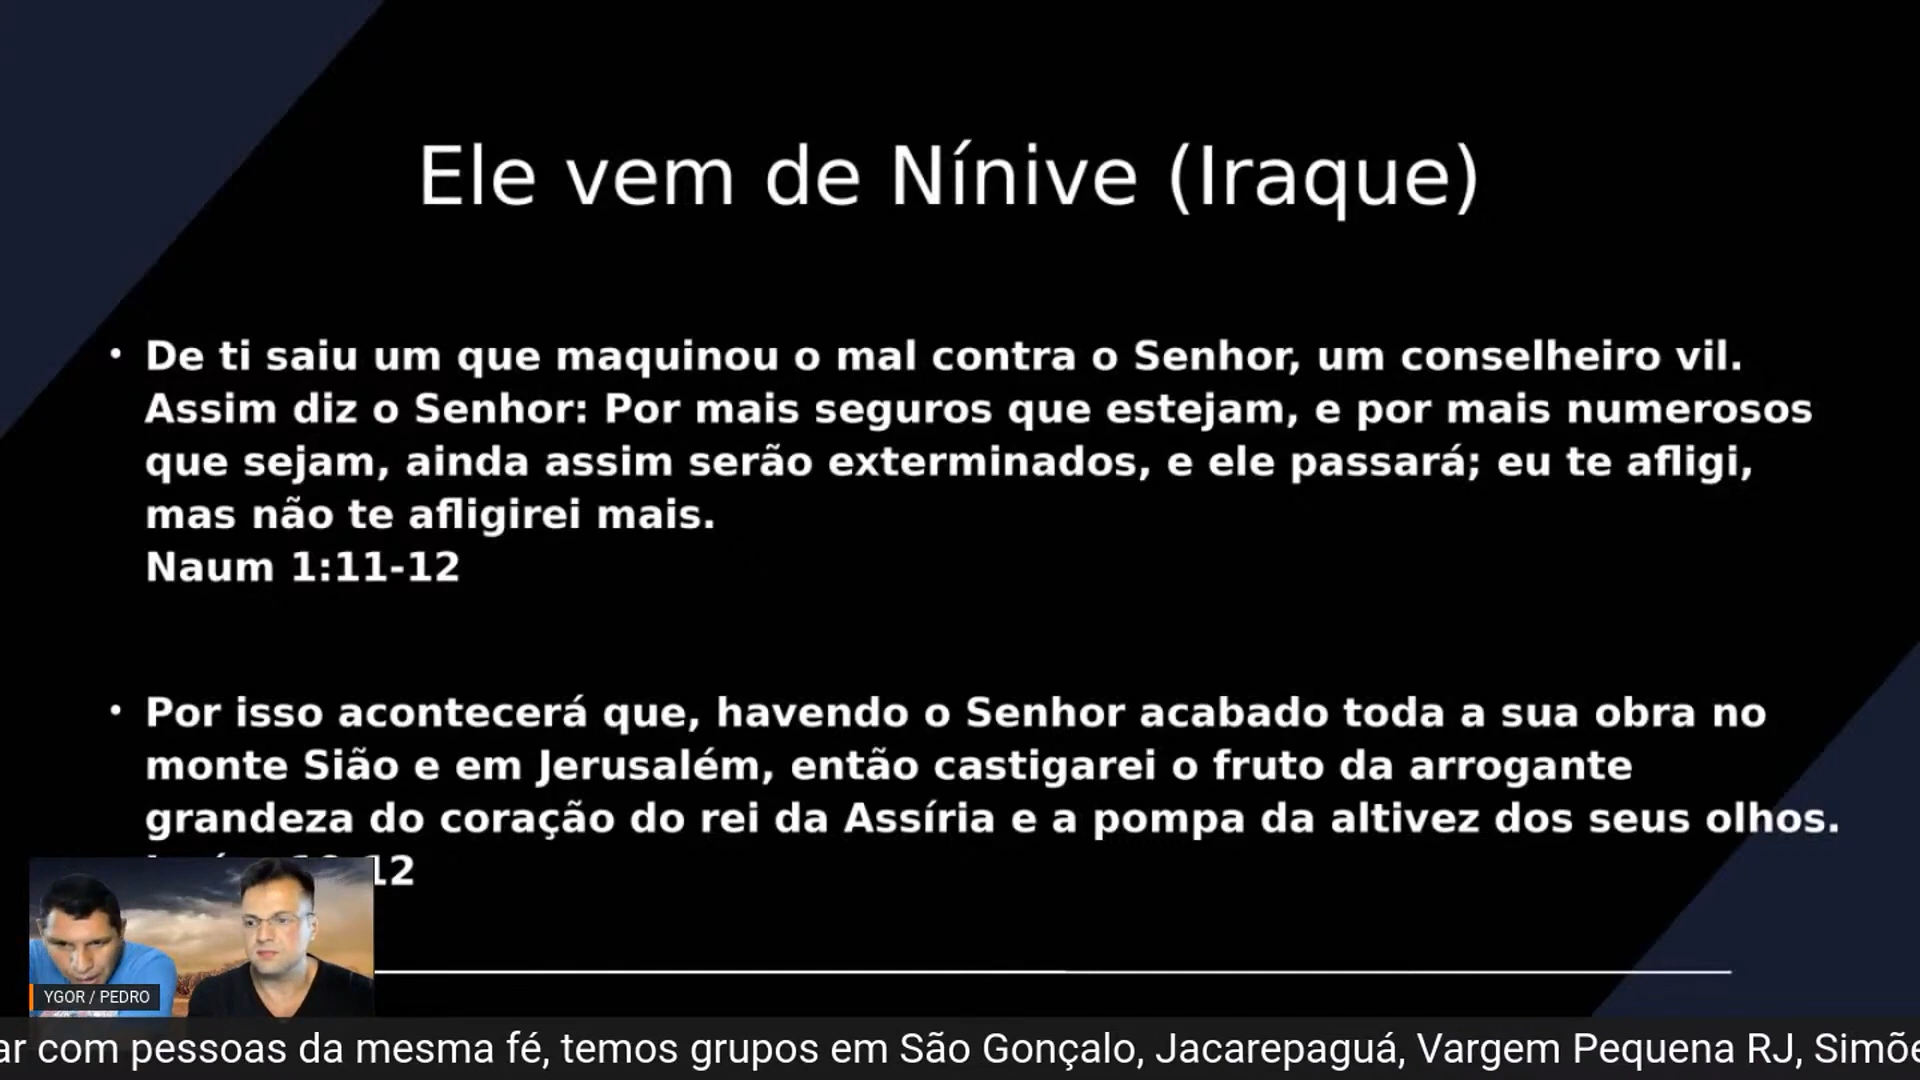 Ele vem de Nínive (Iraque)
• De ti saiu um que maquinou o mal contra o Senhor, um conselheiro vil.
Assim diz o Senhor: Por mais seguros que estejam, e por mais numerosos
que sejam, ainda assim serão exterminados, e ele passará; eu te afligi,
mas não te afligirei mais.
Naum 1:11-12
• Por isso acontecerá que, havendo o Senhor acabado toda a sua obra no
monte Sião e em Jerusalém, então castigarei o fruto da arrogante
grandeza do coração do rei da Assíria e a pompa da altivez dos seus olhos.
12
YGOR / PEDRO
ar com pessoas da mesma fé, temos grupos em São Gonçalo, Jacarepaguá, Vargem Pequena RJ, Simõe